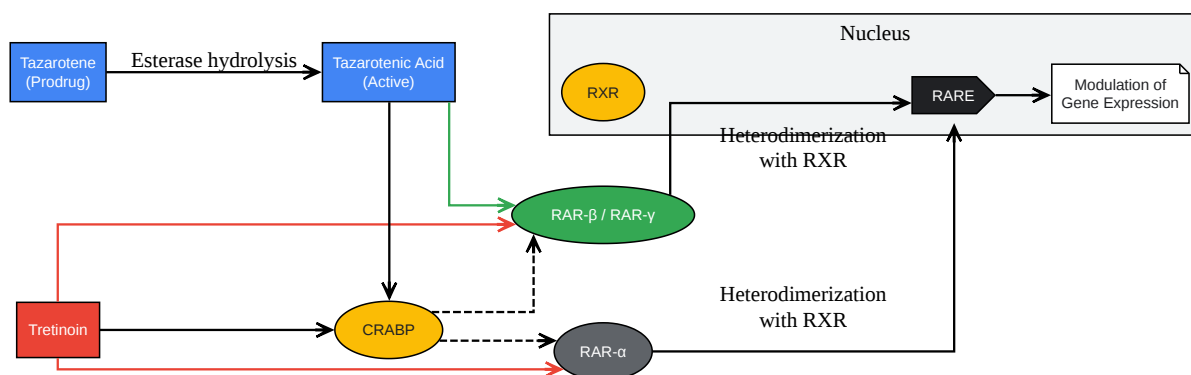 Nucleus
Tazarotene
(Prodrug)
Esterase hydrolysis
Tazarotenic Acid
(Active)
RXR
RARE
Modulation of
Gene Expression
Heterodimerization
with RXR
RAR-β / RAR-γ
Tretinoin
CRABP
Heterodimerization
with RXR
RAR-α